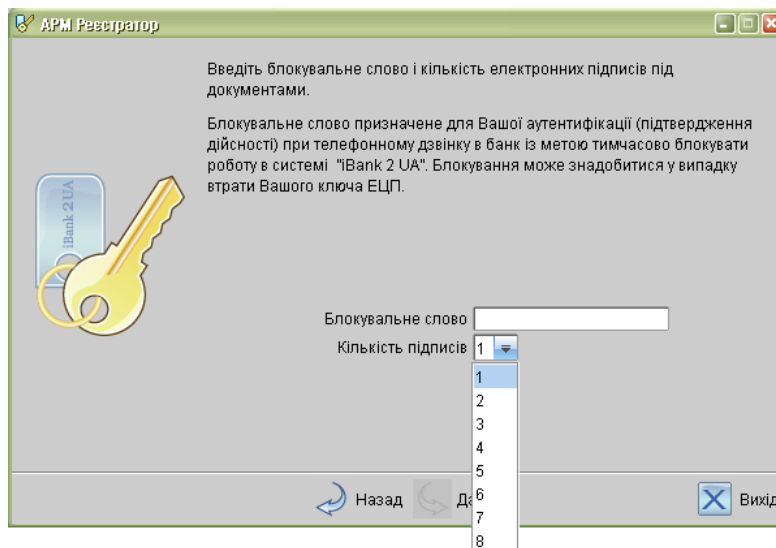 АРМ Реєстратор
Введіть блокувальне слово і кількість електронних підписів під
документами.
Блокувальне слово призначене для Вашої аутентифікації (підтвердження
дійсності) при телефонному дзвінку в банк із метою тимчасово блокувати
роботу в системі "iBank 2 UA". Блокування може знадобитися у випадку
втрати Вашого ключа ЕЦП.
iBank 2 UA
Блокувальне слово
Кількість підписів 1
1
2
3
4
5
6
7
8
Назад
Вихід